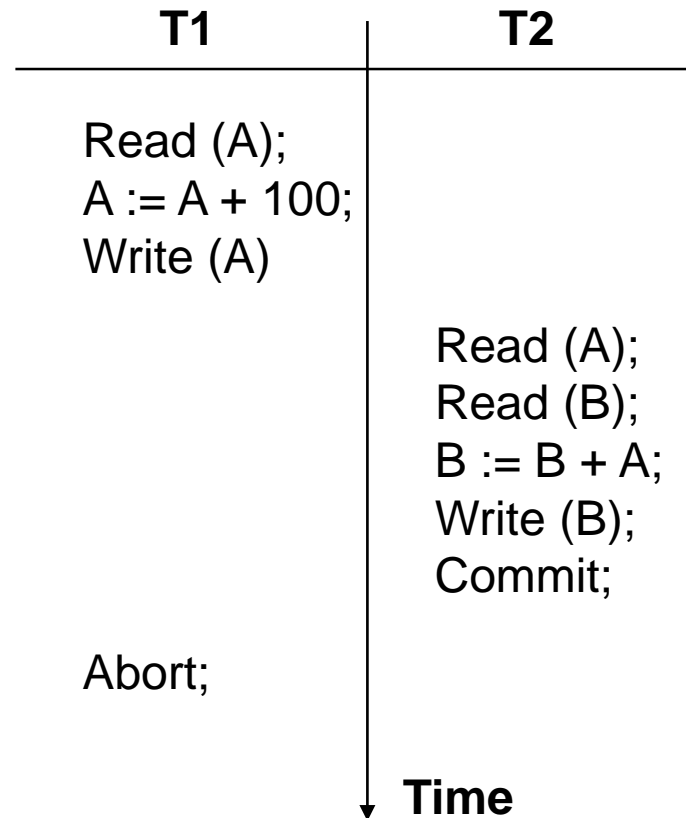 T1 T2
Read (A);
A := A + 100;
Write (A)
Read (A);
Read (B);
B := B + A;
Write (B);
Commit;
Abort;
Time